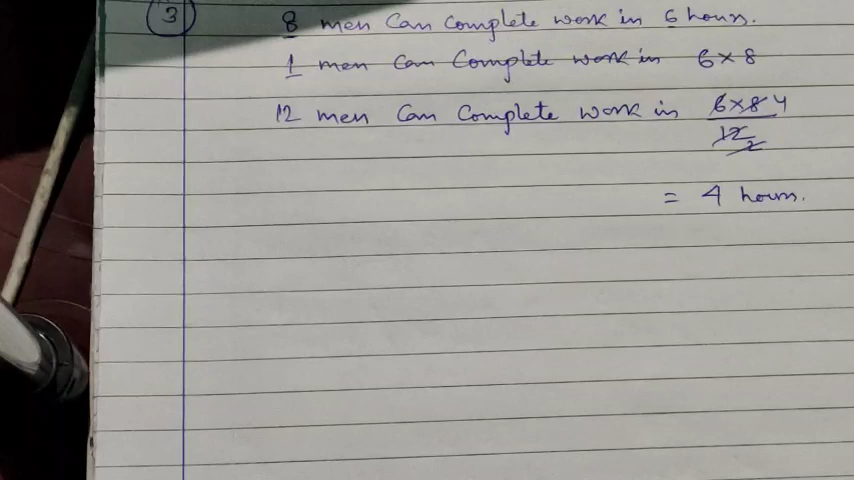 3 8 men can complete work in 6 hours.
1 men can complete work in 6 × 8
12 men can complete work in 6 × 8 4
12 2
= 4 hours.